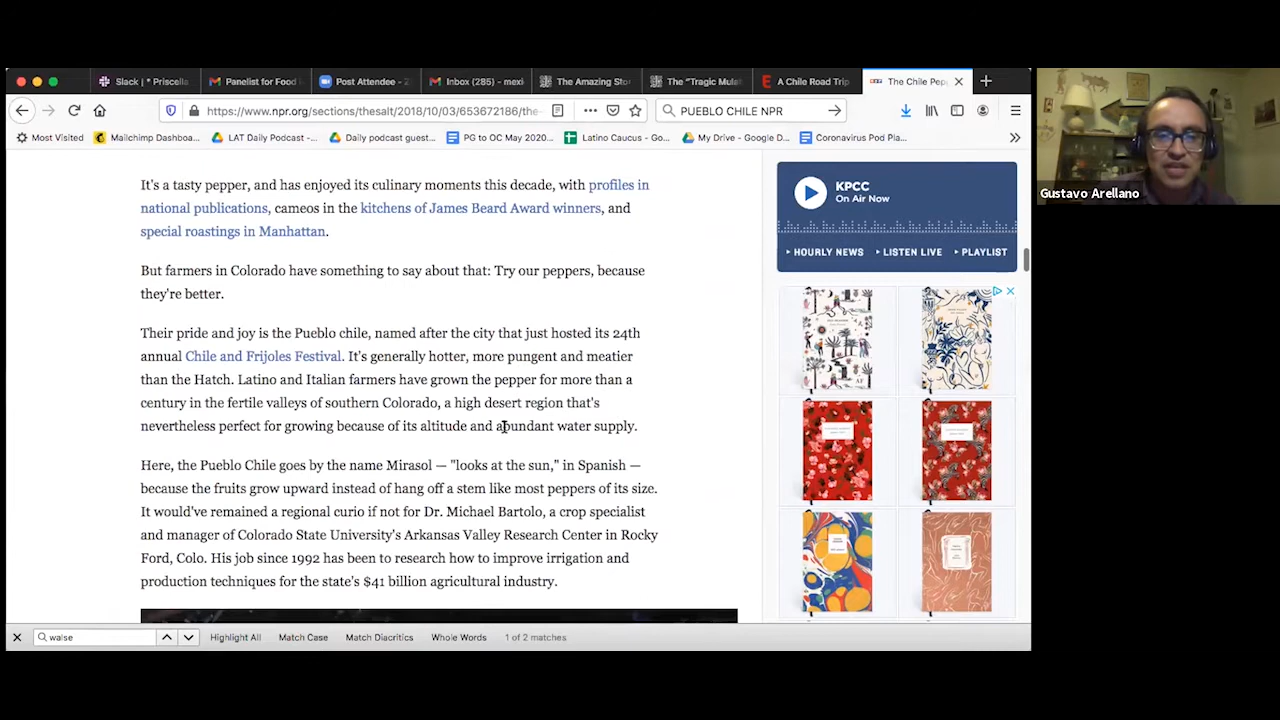 Slack | * Priscella
Panelist for Food
Post Attendee - 2
Inbox (285) - mexi
The Amazing Sto
The "Tragic Mulat
A Chile Road Trip
The Chile Pep
https://www.npr.org/sections/thesalt/2018/10/03/653672186/the-
PUEBLO CHILE NPR
Most Visited
Mailchimp Dashboa...
LAT Daily Podcast -...
Daily podcast guest...
PG to OC May 2020...
Latino Caucus - Go...
My Drive - Google D...
Coronavirus Pod Pla...
It's a tasty pepper, and has enjoyed its culinary moments this decade, with profiles in
national publications, cameos in the kitchens of James Beard Award winners, and
special roastings in Manhattan.
But farmers in Colorado have something to say about that: Try our peppers, because
they're better.
Their pride and joy is the Pueblo chile, named after the city that just hosted its 24th
annual Chile and Frijoles Festival. It's generally hotter, more pungent and meatier
than the Hatch. Latino and Italian farmers have grown the pepper for more than a
century in the fertile valleys of southern Colorado, a high desert region that's
nevertheless perfect for growing because of its altitude and abundant water supply.
Here, the Pueblo Chile goes by the name Mirasol — "looks at the sun," in Spanish —
because the fruits grow upward instead of hang off a stem like most peppers of its size.
It would've remained a regional curio if not for Dr. Michael Bartolo, a crop specialist
and manager of Colorado State University's Arkansas Valley Research Center in Rocky
Ford, Colo. His job since 1992 has been to research how to improve irrigation and
production techniques for the state's $41 billion agricultural industry.
KPCC
On Air Now
HOURLY NEWS
LISTEN LIVE
PLAYLIST
walse
Highlight All
Match Case
Match Diacritics
Whole Words
1 of 2 matches
Gustavo Arellano